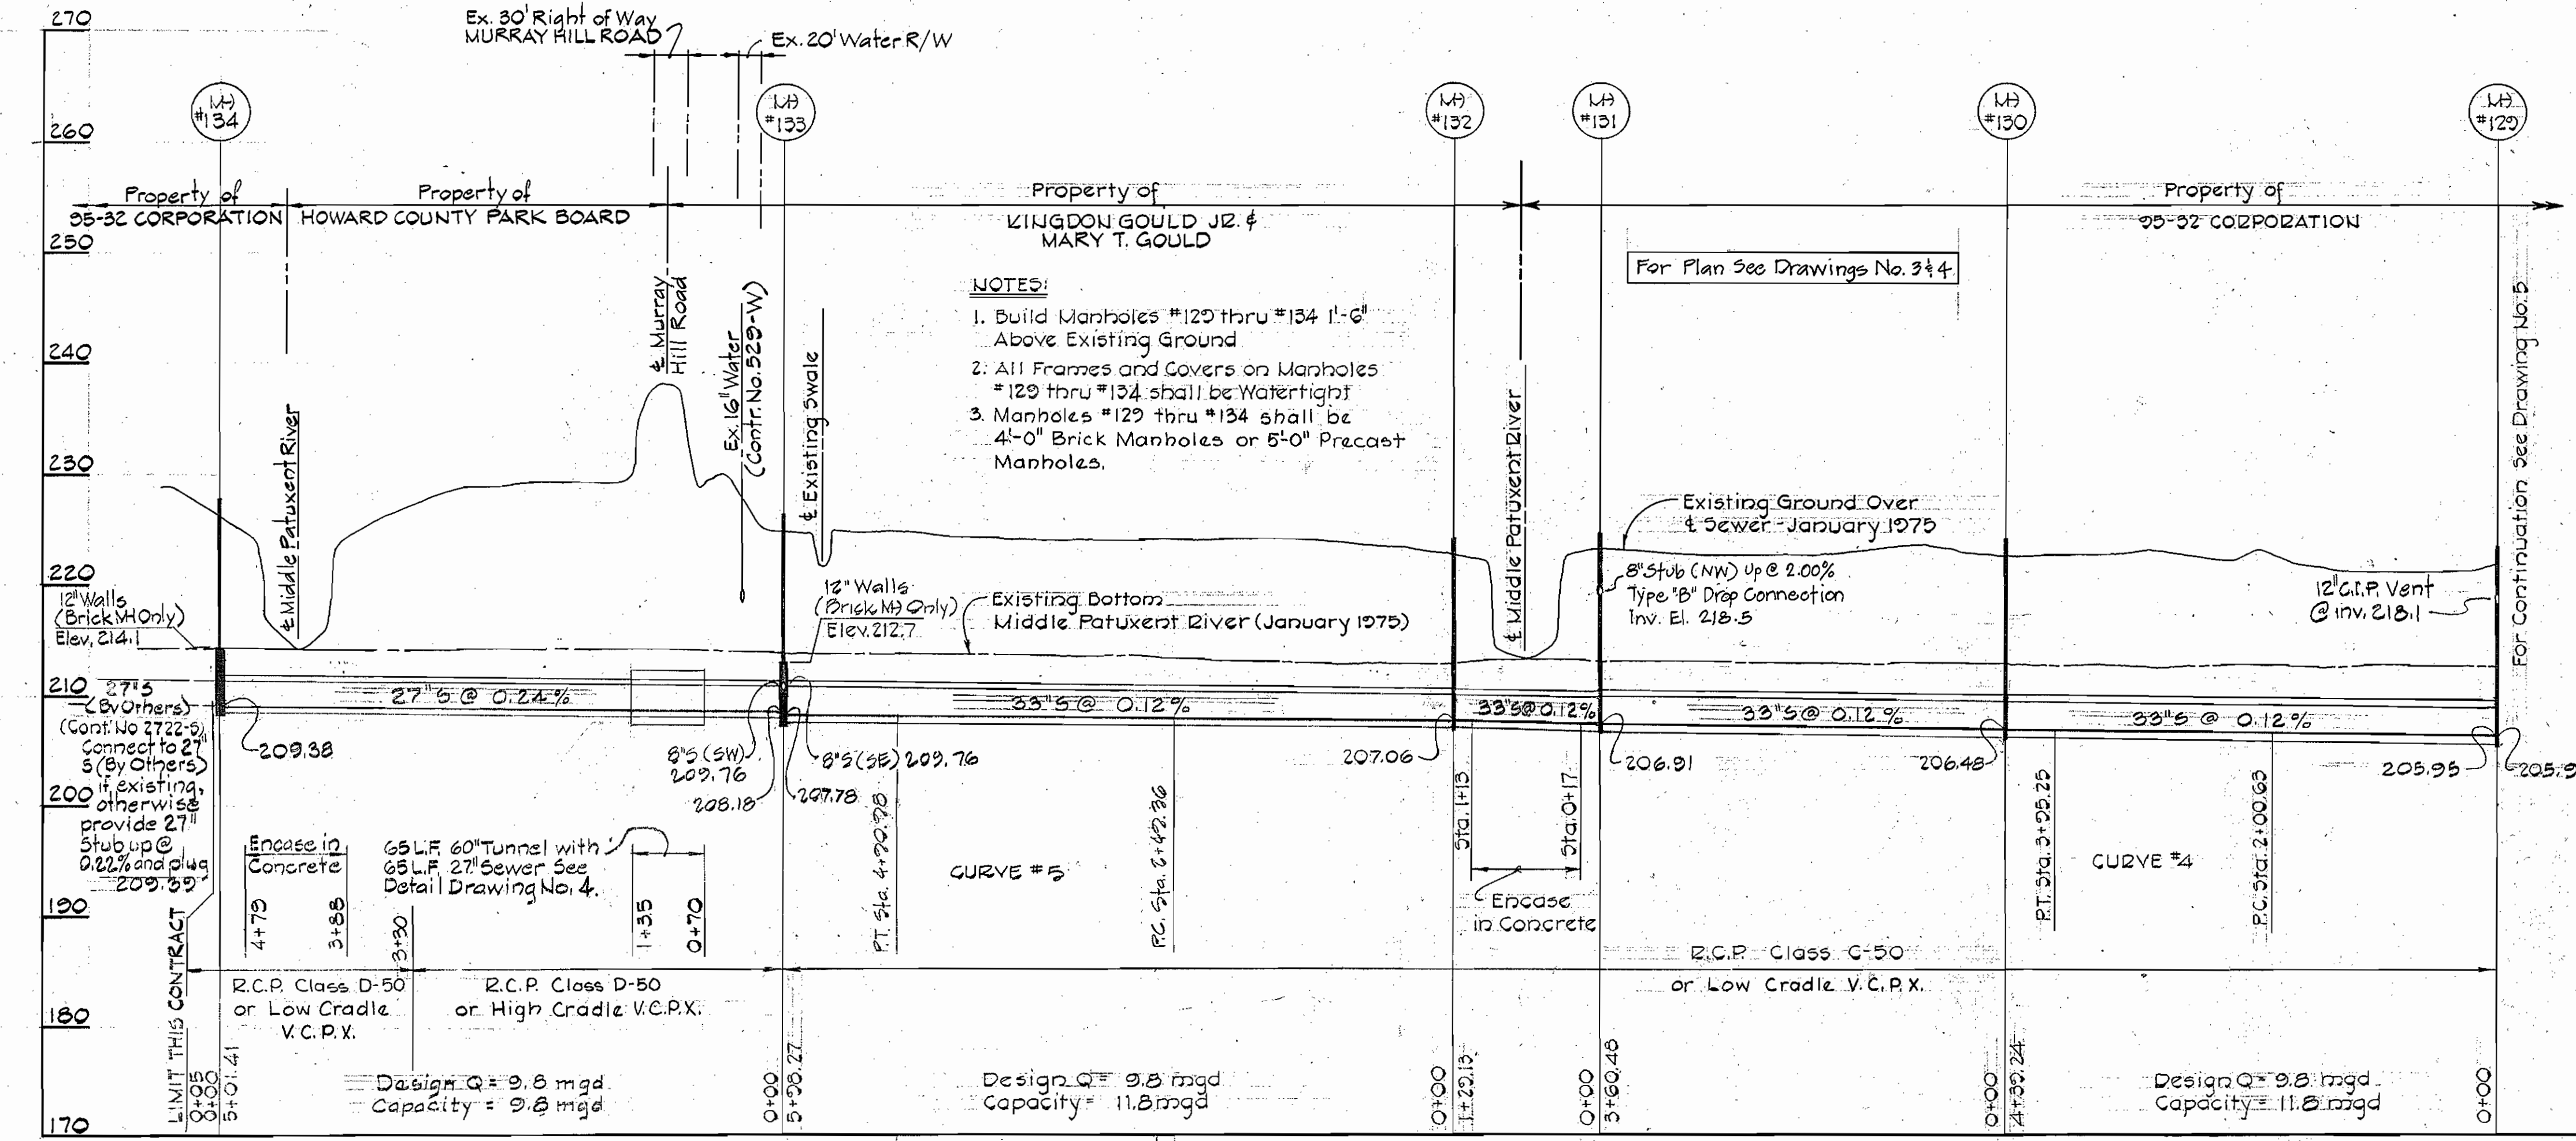 270
260
250
240
230
220
210
200
190
180
170
Ex. 30' Right of Way
MURRAY HILL ROAD
Ex. 20' Water R/W
MH
#134
MH
#133
MH
#132
MH
#131
MH
#130
MH
#129
Property of
95-32 CORPORATION
Property of
HOWARD COUNTY PARK BOARD
Property of
KINGDON GOULD JR. &
MARY T. GOULD
Property of
95-32 CORPORATION
For Plan See Drawings No. 3 & 4
NOTES:
1. Build Manholes #129 thru #134 1'-6"
Above Existing Ground
2. All Frames and Covers on Manholes
#129 thru #134 shall be Watertight
3. Manholes #129 thru #134 shall be
4'-0" Brick Manholes or 5'-0" Precast
Manholes.
℄ Middle Patuxent River
℄ Murray
Hill Road
Ex. 16" Water
(Contr. No. 529-W)
℄ Existing Swale
℄ Middle Patuxent River
For Continuation See Drawing No. 5
Existing Ground Over
℄ Sewer - January 1975
8" Stub (NW) Up @ 2.00%
Type "B" Drop Connection
Inv. El. 218.5
12" C.I.P. Vent
@ inv. 218.1
12" Walls
(Brick MH Only)
Elev. 214.1
12" Walls
(Brick MH Only)
Elev. 212.7
Existing Bottom
Middle Patuxent River (January 1975)
27"S
(By Others)
(Cont. No 2722-S)
Connect to 27"
S (By Others)
if existing,
otherwise
provide 27"
Stub up @
0.22% and plug
209.39
27"S @ 0.24%
33"S @ 0.12%
33"S @ 0.12%
33"S @ 0.12%
33"S @ 0.12%
209.38
8"S (SW)
209.76
208.18
8"S (SE) 209.76
207.78
207.06
206.91
206.48
205.95
205.9
Encase in
Concrete
65 L.F. 60" Tunnel with
65 L.F. 27" Sewer See
Detail Drawing No. 4.
4+79
3+88
3+30
1+35
0+70
P.T. Sta. 4+90.98
CURVE #5
P.C. Sta. 2+49.36
Sta. 1+13
Sta. 0+17
Encase
in Concrete
P.T. Sta. 3+95.25
CURVE #4
P.C. Sta. 2+00.63
LIMIT THIS CONTRACT
R.C.P. Class D-50
or Low Cradle
V.C.P.X.
R.C.P. Class D-50
or High Cradle V.C.P.X.
R.C.P. Class C-50
or Low Cradle V.C.P.X.
0+05
0+00
5+01.41
Design Q = 9.8 mgd
Capacity = 9.8 mgd
0+00
5+98.27
Design Q = 9.8 mgd
Capacity = 11.8 mgd
0+00
1+29.13
0+00
3+60.48
0+00
4+39.24
Design Q = 9.8 mgd
Capacity = 11.8 mgd
0+00